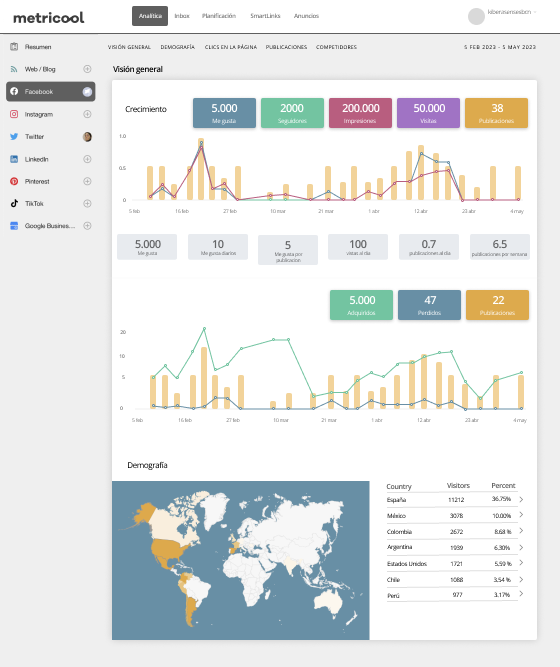 metricool
Analítica
Inbox
Planificación
SmartLinks
Anuncios
Resumen
Web / Blog
Facebook
Instagram
Twitter
LinkedIn
Pinterest
TikTok
Google Busines...
VISIÓN GENERAL
DEMOGRAFÍA
CLICS EN LA PÁGINA
PUBLICACIONES
COMPETIDORES
5 FEB 2023 - 5 MAY 2023
Visión general
Crecimiento
5.000
Me gusta
2000
Seguidores
200.000
Impresiones
50.000
Visitas
38
Publicaciones
1.0
0.5
0
5 feb
16 feb
27 feb
10 mar
21 mar
1 abr
12 abr
23 abr
4 may
5.000
Me gusta
10
Me gusta diarios
5
Me gusta por
publicacion
100
visitas al día
0.7
publicaciones al día
6.5
publicaciones por semana
5.000
Adquiridos
47
Perdidos
22
Publicaciones
20
10
5
0
5 feb
16 feb
27 feb
10 mar
21 mar
1 abr
12 abr
23 abr
4 may
Demografía
Country Visitors Percent
España 11212 36.75%
México 3078 10.00%
Colombia 2672 8.68 %
Argentina 1939 6.30%
Estados Unidos 1721 5.59 %
Chile 1088 3.54 %
Perú 977 3.17%